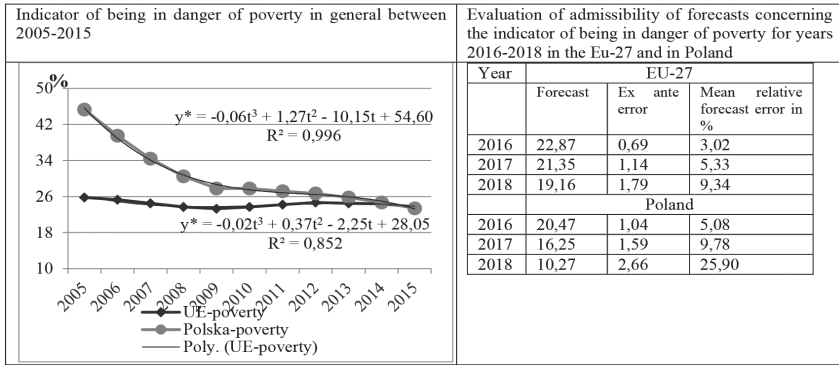 Indicator of being in danger of poverty in general between
2005-2015
%
50
42
34
26
18
10
y* = -0,06t³ + 1,27t² - 10,15t + 54,60
R² = 0,996
y* = -0,02t³ + 0,37t² - 2,25t + 28,05
R² = 0,852
2005 2006 2007 2008 2009 2010 2011 2012 2013 2014 2015
UE-poverty
Polska-poverty
Poly. (UE-poverty)
Evaluation of admissibility of forecasts concerning
the indicator of being in danger of poverty for years
2016-2018 in the Eu-27 and in Poland
Year EU-27
Forecast Ex ante Mean relative
error forecast error in
%
2016 22,87 0,69 3,02
2017 21,35 1,14 5,33
2018 19,16 1,79 9,34
Poland
2016 20,47 1,04 5,08
2017 16,25 1,59 9,78
2018 10,27 2,66 25,90